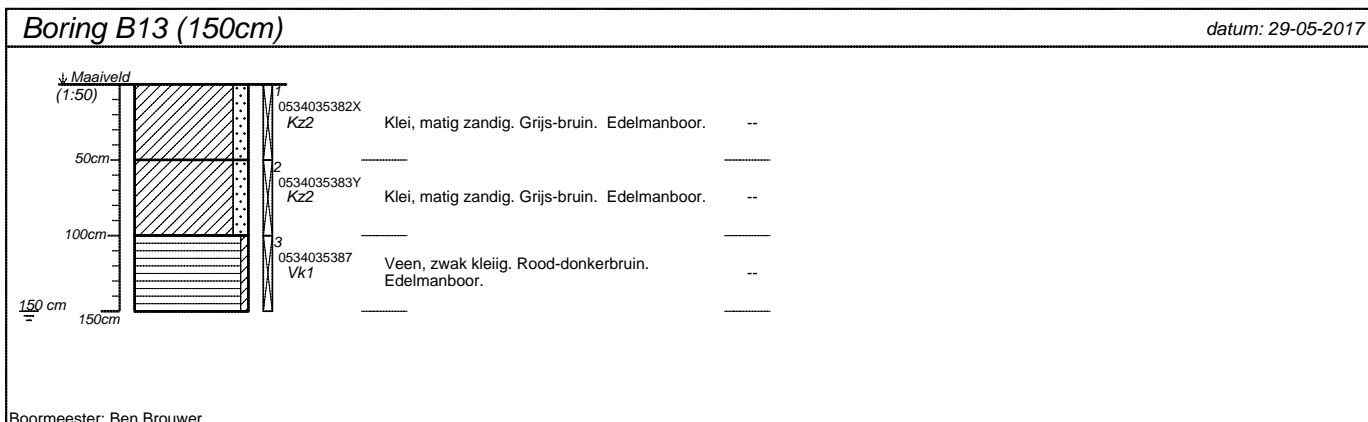 Boring B13 (150cm)
datum: 29-05-2017
Maaiveld
(1:50)
1
0534035382X
Kz2
Klei, matig zandig. Grijs-bruin. Edelmanboor.
--
50cm
2
0534035383Y
Kz2
Klei, matig zandig. Grijs-bruin. Edelmanboor.
--
100cm
3
0534035387
Vk1
Veen, zwak kleiig. Rood-donkerbruin.
Edelmanboor.
--
150 cm
150cm
Boormeester: Ben Brouwer